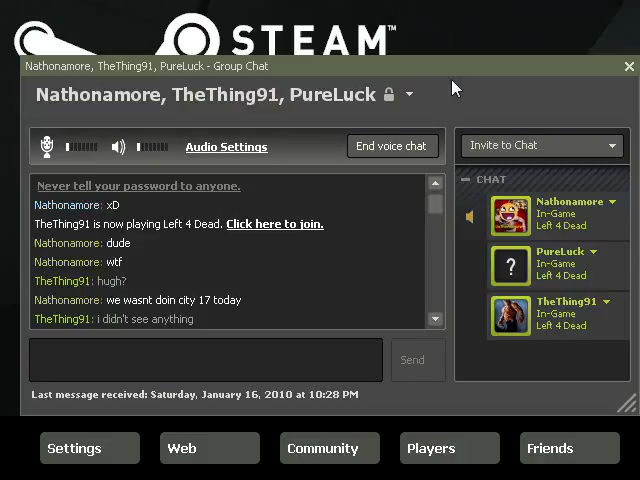 STEAM™
Nathonamore, TheThing91, PureLuck - Group Chat
Nathonamore, TheThing91, PureLuck
Audio Settings
End voice chat
Invite to Chat
Never tell your password to anyone.
Nathonamore: xD
TheThing91 is now playing Left 4 Dead. Click here to join.
Nathonamore: dude
Nathonamore: wtf
TheThing91: hugh?
Nathonamore: we wasnt doin city 17 today
TheThing91: i didn't see anything
CHAT
Nathonamore
In-Game
Left 4 Dead
PureLuck
In-Game
Left 4 Dead
?
TheThing91
In-Game
Left 4 Dead
Send
Last message received: Saturday, January 16, 2010 at 10:28 PM
Settings
Web
Community
Players
Friends